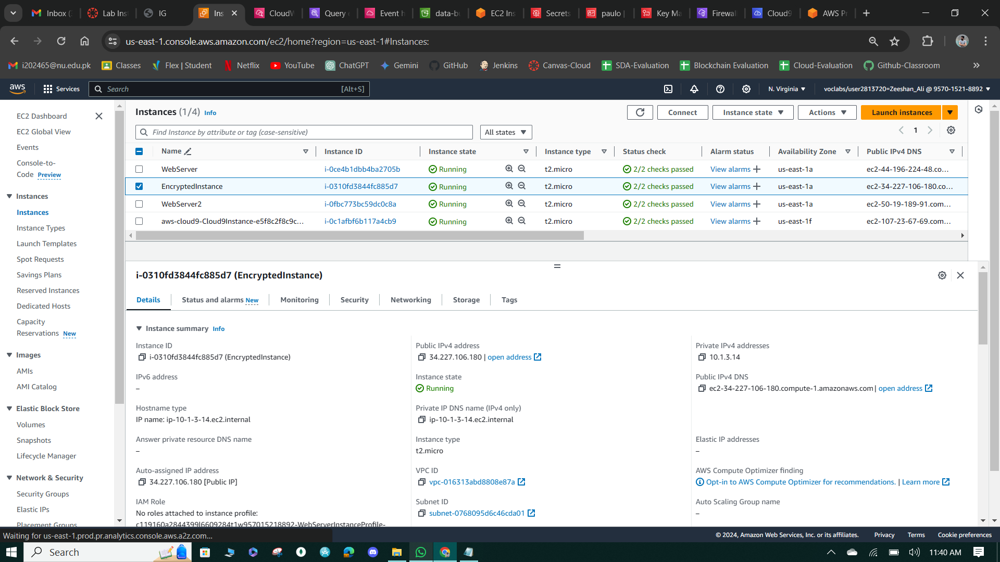 Inbox (
Lab Inst
IG
Ins
CloudW
Query e
Event h
data-bu
EC2 Ins
Secrets
paulo |
Key Ma
Firewal
Cloud9
AWS Pr
us-east-1.console.aws.amazon.com/ec2/home?region=us-east-1#Instances:
i202465@nu.edu.pk
Classes
Flex | Student
Netflix
YouTube
ChatGPT
Gemini
GitHub
Jenkins
Canvas-Cloud
SDA-Evaluation
Blockchain Evaluation
Cloud-Evaluation
Github-Classroom
aws
Services
Search
[Alt+S]
N. Virginia
voclabs/user2813720=Zeeshan_Ali @ 9570-1521-8892
EC2 Dashboard
EC2 Global View
Events
Console-to-
Code Preview
Instances
Instances
Instance Types
Launch Templates
Spot Requests
Savings Plans
Reserved Instances
Dedicated Hosts
Capacity
Reservations New
Images
AMIs
AMI Catalog
Elastic Block Store
Volumes
Snapshots
Lifecycle Manager
Network & Security
Security Groups
Elastic IPs
Placement Groups
Instances (1/4) Info
Connect
Instance state
Actions
Launch instances
Find Instance by attribute or tag (case-sensitive)
All states
1
Name Instance ID Instance state Instance type Status check Alarm status Availability Zone Public IPv4 DNS
WebServer i-0ce4b1dbb4ba2705b Running t2.micro 2/2 checks passed View alarms us-east-1a ec2-44-196-224-48.co...
EncryptedInstance i-0310fd3844fc885d7 Running t2.micro 2/2 checks passed View alarms us-east-1a ec2-34-227-106-180.co...
WebServer2 i-0fbc773bc59dc0c8a Running t2.micro 2/2 checks passed View alarms us-east-1a ec2-50-19-189-91.com...
aws-cloud9-Cloud9Instance-e5f8c2f8c9c... i-0c1afbf6b117a4cb9 Running t2.micro 2/2 checks passed View alarms us-east-1f ec2-107-23-67-69.com...
i-0310fd3844fc885d7 (EncryptedInstance)
Details
Status and alarms New
Monitoring
Security
Networking
Storage
Tags
Instance summary Info
Instance ID
i-0310fd3844fc885d7 (EncryptedInstance)
Public IPv4 address
34.227.106.180 | open address
Private IPv4 addresses
10.1.3.14
IPv6 address
–
Instance state
Running
Public IPv4 DNS
ec2-34-227-106-180.compute-1.amazonaws.com | open address
Hostname type
IP name: ip-10-1-3-14.ec2.internal
Private IP DNS name (IPv4 only)
ip-10-1-3-14.ec2.internal
Answer private resource DNS name
–
Instance type
t2.micro
Elastic IP addresses
–
Auto-assigned IP address
34.227.106.180 [Public IP]
VPC ID
vpc-016313abd8808e87a
AWS Compute Optimizer finding
Opt-in to AWS Compute Optimizer for recommendations. | Learn more
IAM Role
No roles attached to instance profile:
c119160a2844399l6609284t1w957015218892-WebServerInstanceProfile-
Subnet ID
subnet-0768095d6c46cda01
Auto Scaling Group name
–
Waiting for us-east-1.prod.pr.analytics.console.aws.a2z.com...
© 2024, Amazon Web Services, Inc. or its affiliates.
Privacy
Terms
Cookie preferences
Search
11:40 AM